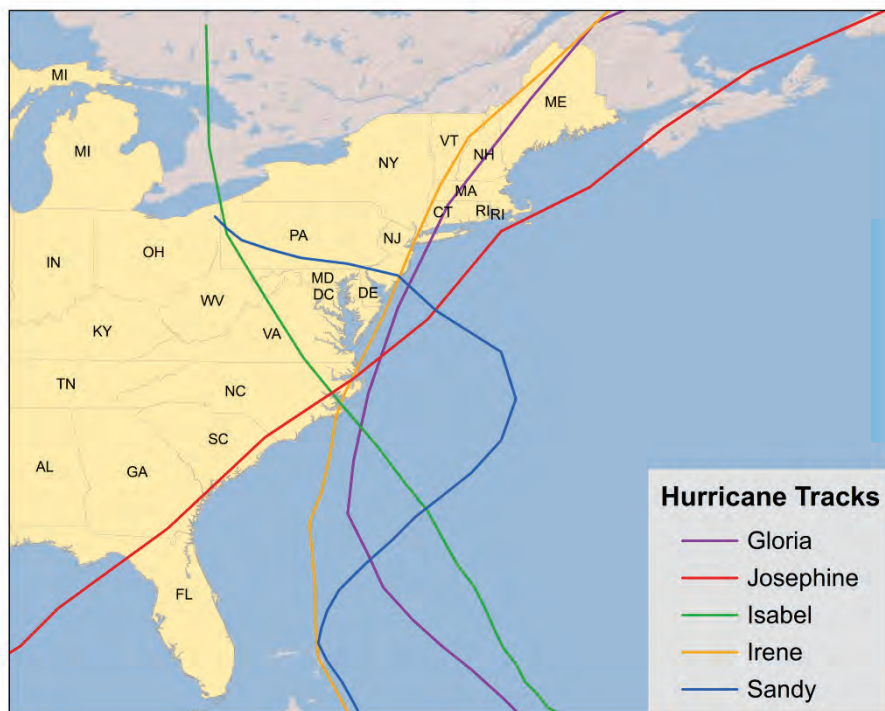 MI
MI
ME
VT
NH
NY
MA
CT
RI
RI
PA
NJ
OH
IN
MD
DC
DE
WV
VA
KY
TN
NC
SC
AL
GA
FL
Hurricane Tracks
Gloria
Josephine
Isabel
Irene
Sandy